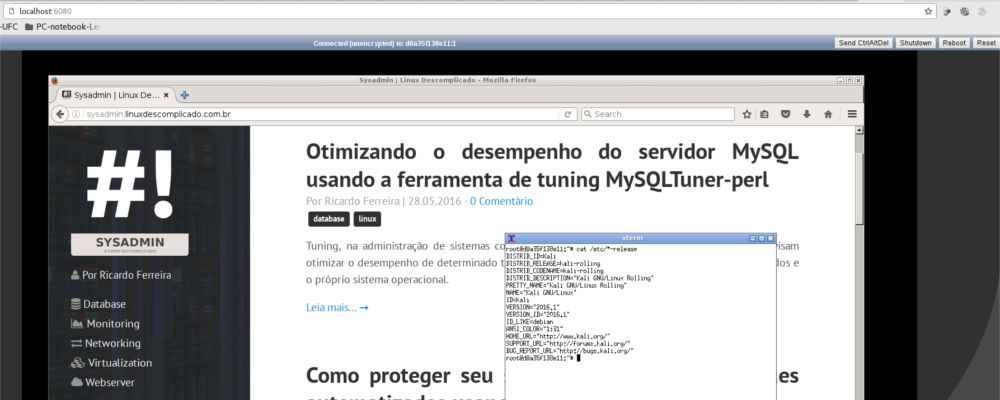 localhost:6080
-UFC PC-notebook-Le
Connected (unencrypted) to: d8a35f138e11:1
Send CtrlAltDel Shutdown Reboot Reset
Sysadmin | Linux Descomplicado - Mozilla Firefox
Sysadmin | Linux De...
sysadmin.linuxdescomplicado.com.br
Search
#!
SYSADMIN
Por Ricardo Ferreira
Database
Monitoring
Networking
Virtualization
Webserver
Otimizando o desempenho do servidor MySQL
usando a ferramenta de tuning MySQLTuner-perl
Por Ricardo Ferreira | 28.05.2016 · 0 Comentário
database linux
Tuning, na administração de sistemas co
isam
otimizar o desempenho de determinado t
dos e
o próprio sistema operacional.
Leia mais... →
Como proteger seu
es
xterm
root@d8a35f138e11:~# cat /etc/*-release
DISTRIB_ID=Kali
DISTRIB_RELEASE=kali-rolling
DISTRIB_CODENAME=kali-rolling
DISTRIB_DESCRIPTION="Kali GNU/Linux Rolling"
PRETTY_NAME="Kali GNU/Linux Rolling"
NAME="Kali GNU/Linux"
ID=kali
VERSION="2016.1"
VERSION_ID="2016.1"
ID_LIKE=debian
ANSI_COLOR="1;31"
HOME_URL="http://www.kali.org/"
SUPPORT_URL="http://forums.kali.org/"
BUG_REPORT_URL="http://bugs.kali.org/"
root@d8a35f138e11:~#